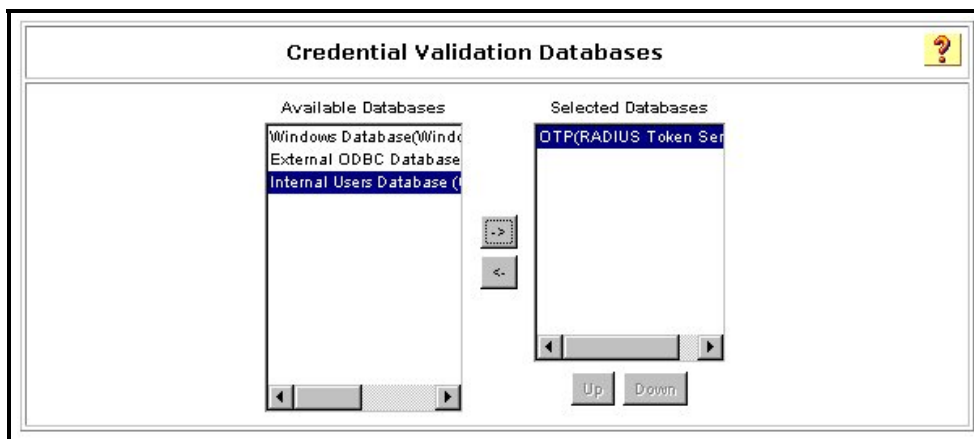 Credential Validation Databases
?
Available Databases
Windows Database(Windo
External ODBC Database
Internal Users Database (
->
<-
Selected Databases
OTP(RADIUS Token Ser
Up
Down